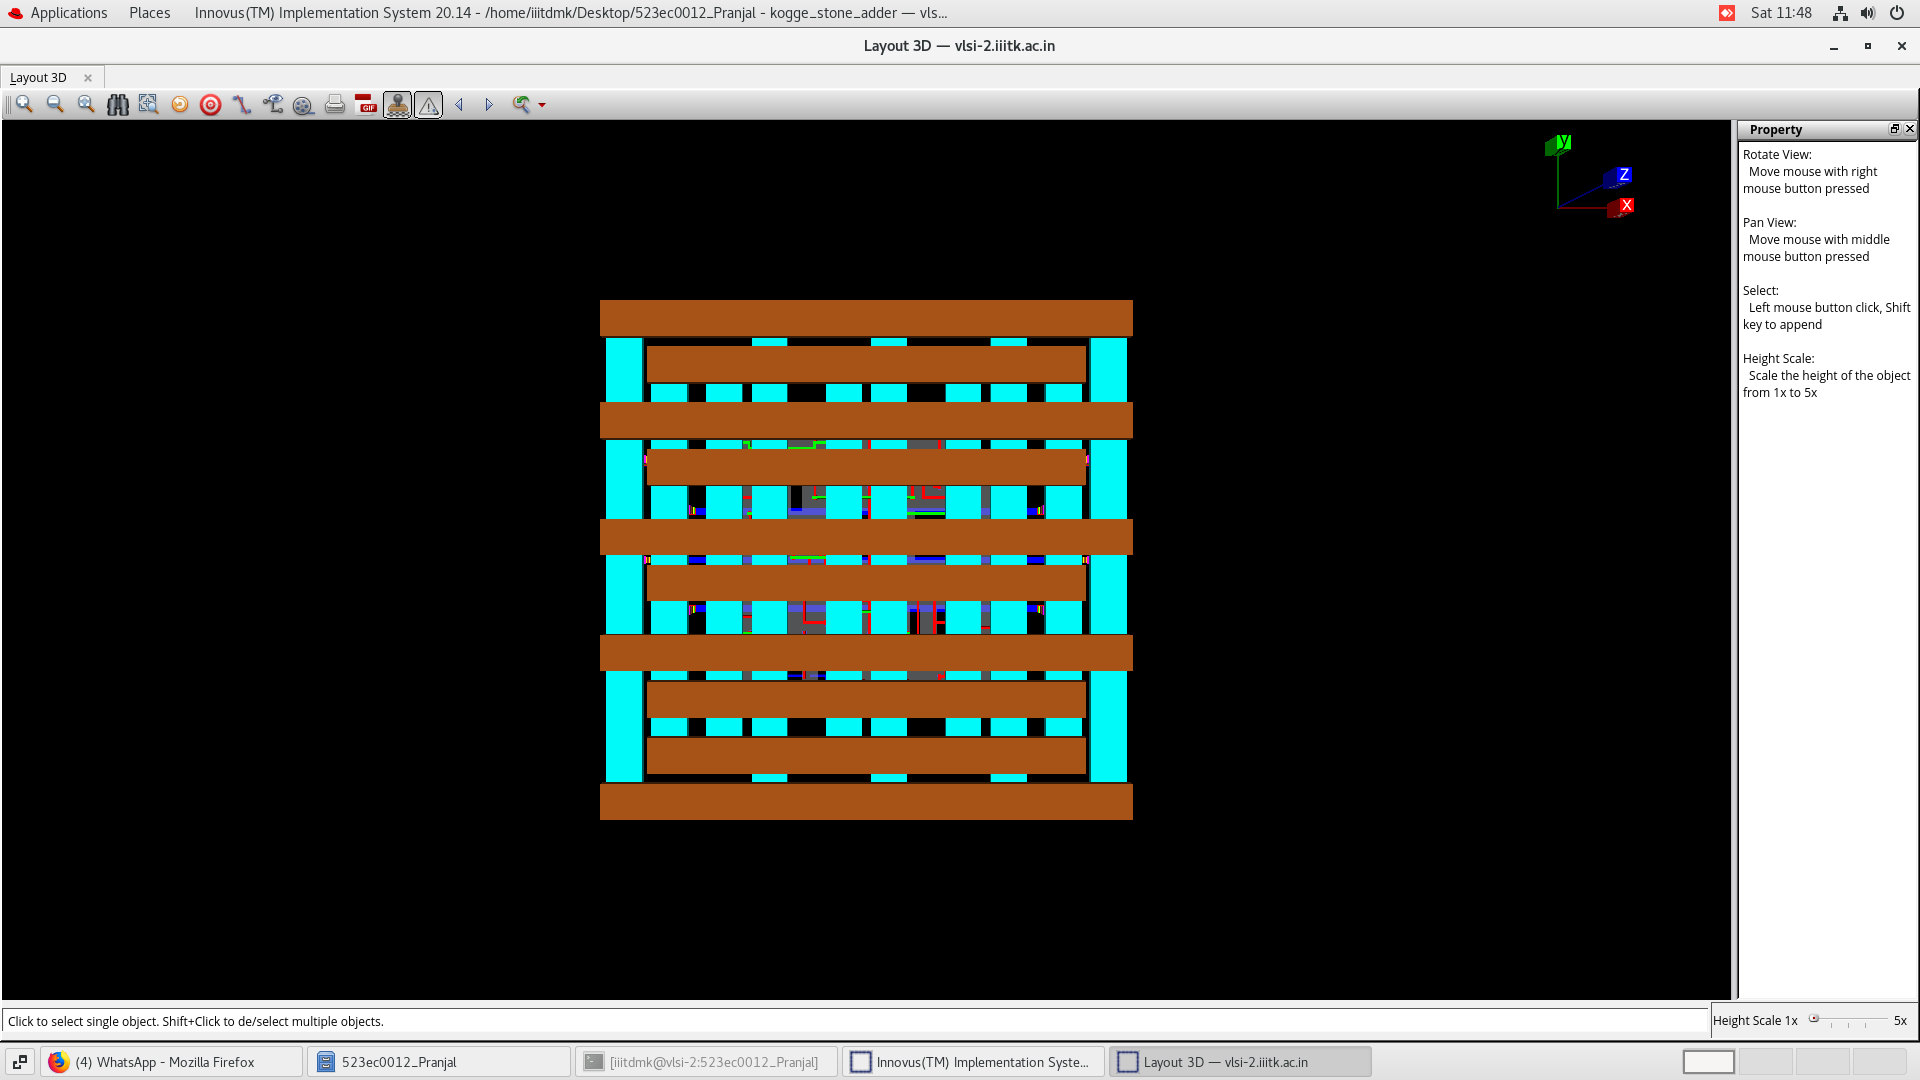 Applications Places Innovus(TM) Implementation System 20.14 - /home/iiitdmk/Desktop/523ec0012_Pranjal - kogge_stone_adder — vls... Sat 11:48
Layout 3D — vlsi-2.iiitk.ac.in
Layout 3D
GIF
y
Z
X
Property
Rotate View:
Move mouse with right
mouse button pressed
Pan View:
Move mouse with middle
mouse button pressed
Select:
Left mouse button click, Shift
key to append
Height Scale:
Scale the height of the object
from 1x to 5x
Click to select single object. Shift+Click to de/select multiple objects.
Height Scale 1x 5x
(4) WhatsApp - Mozilla Firefox 523ec0012_Pranjal [iiitdmk@vlsi-2:523ec0012_Pranjal] Innovus(TM) Implementation Syste... Layout 3D — vlsi-2.iiitk.ac.in